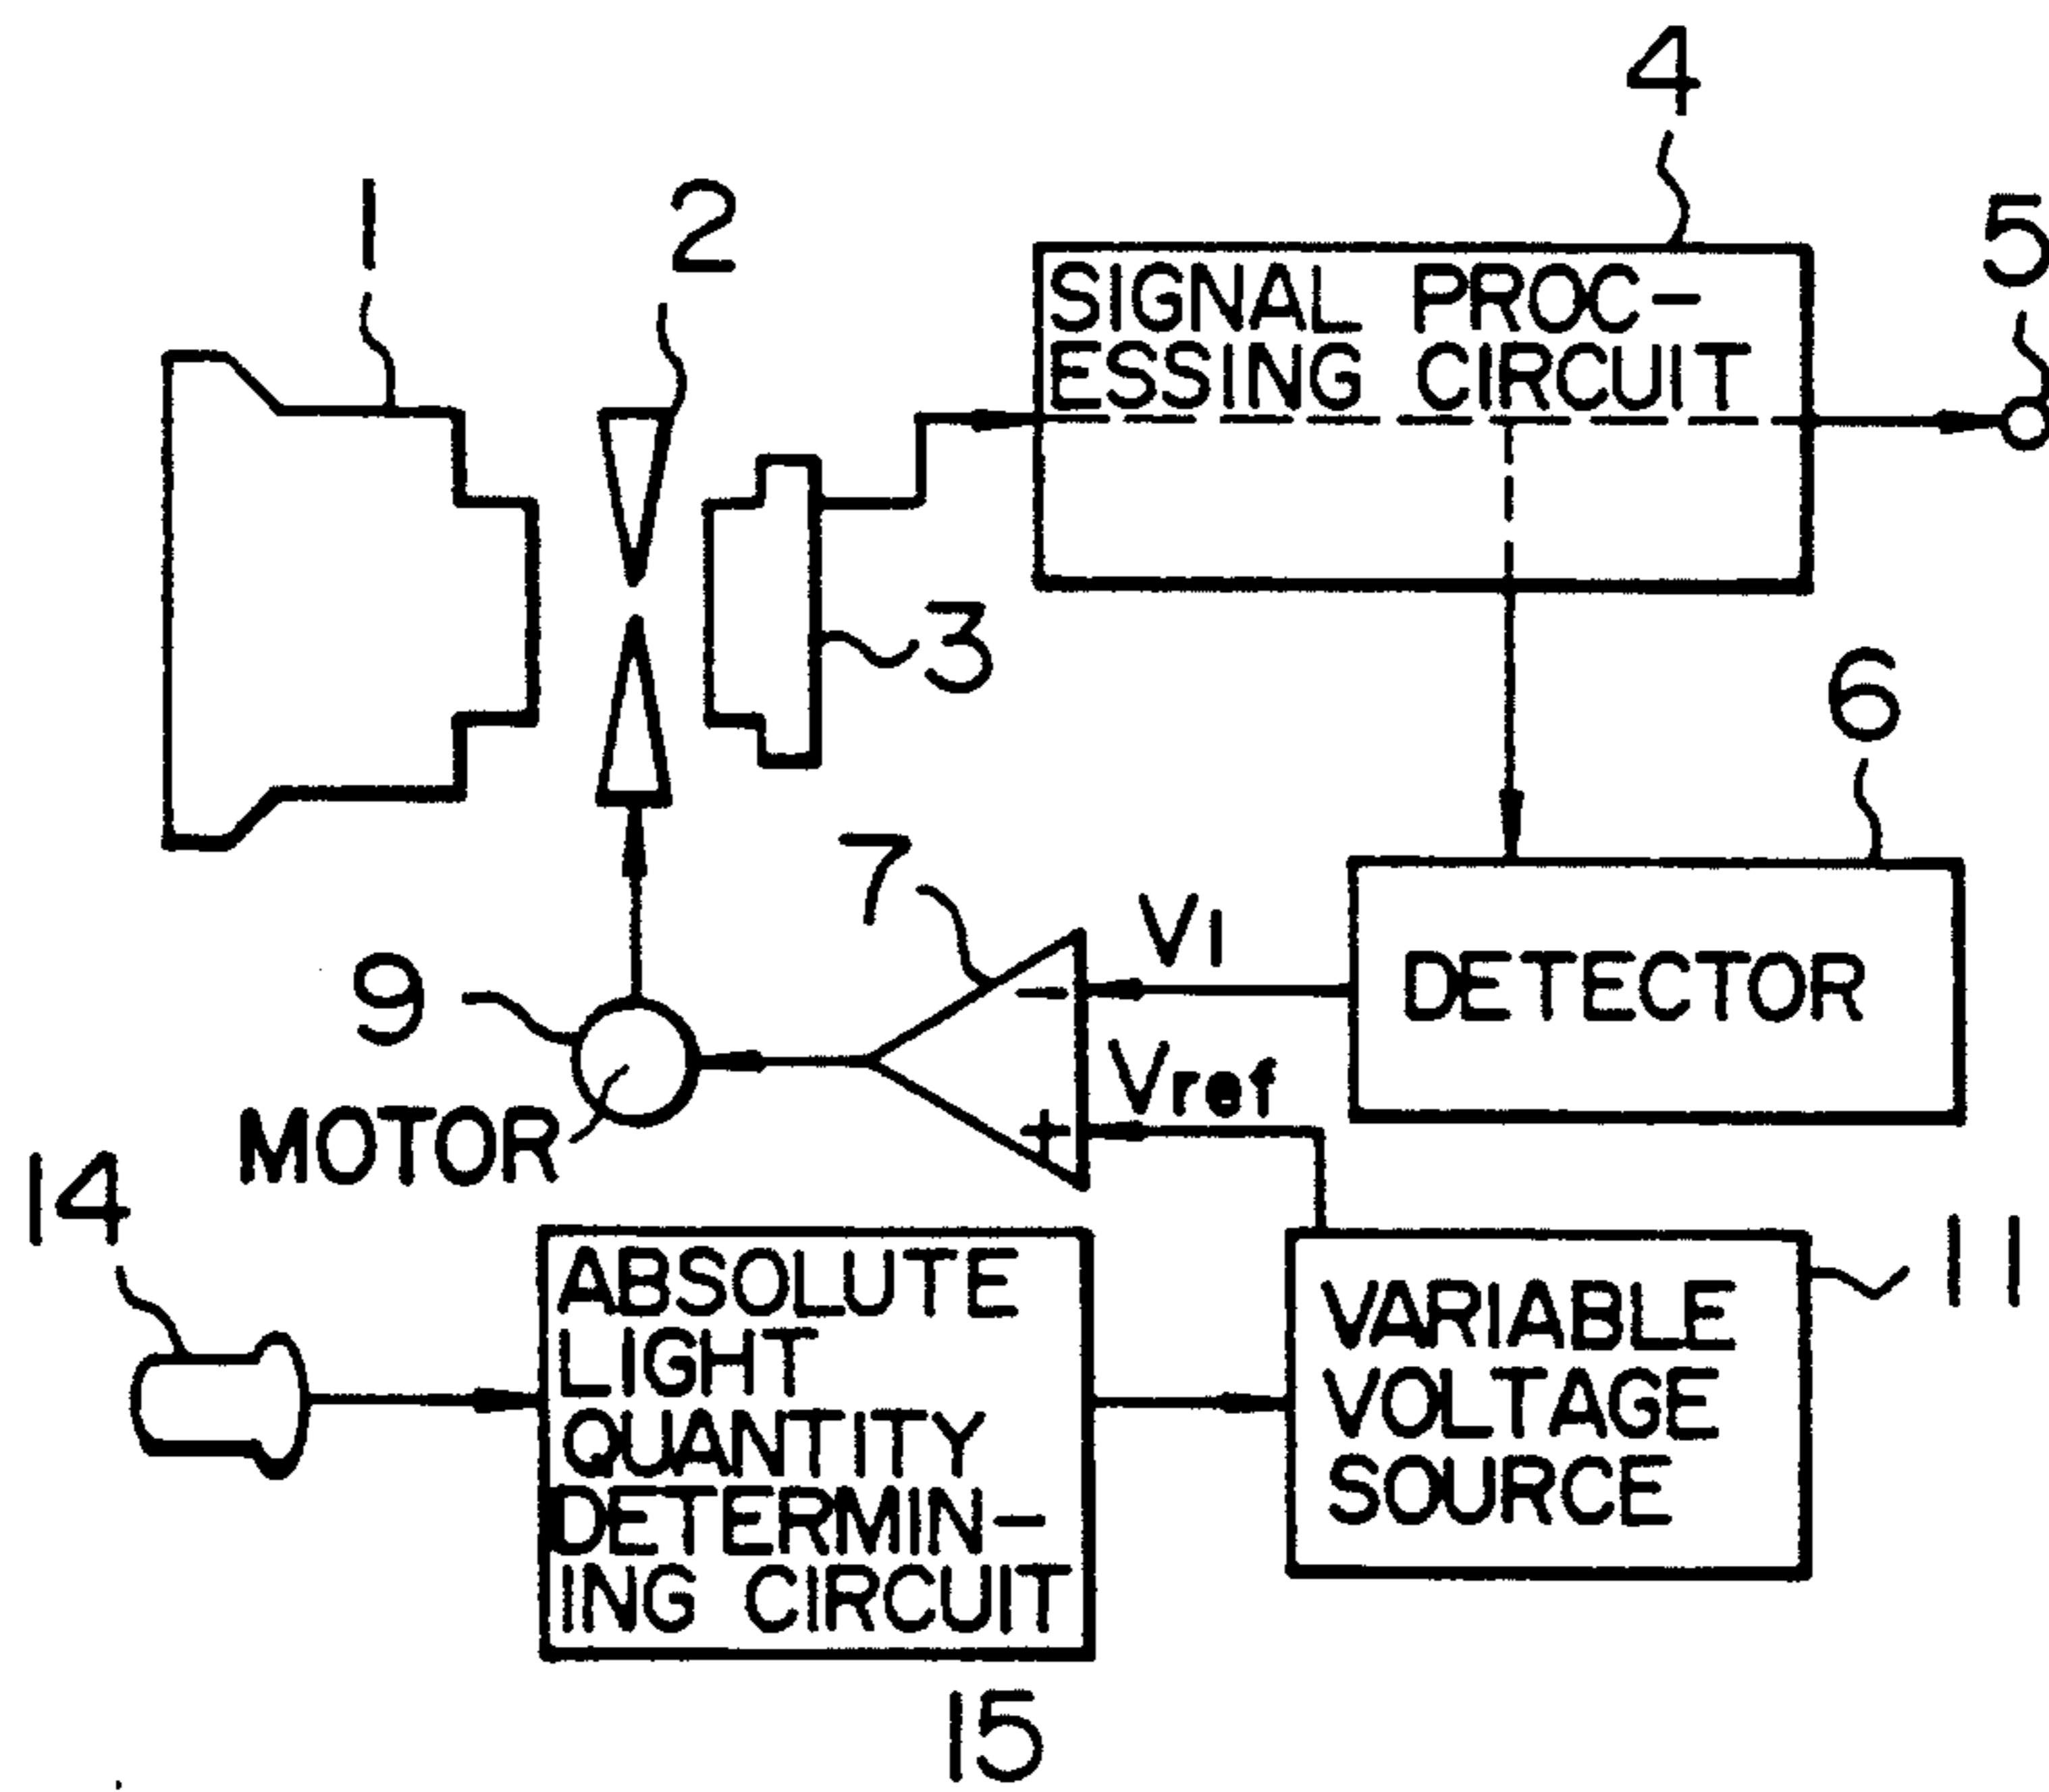 4
1
2
5
SIGNAL PROC-
ESSING CIRCUIT
3
6
7
V1
9
DETECTOR
Vref
MOTOR
-
+
14
11
ABSOLUTE
LIGHT
QUANTITY
DETERMIN-
ING CIRCUIT
VARIABLE
VOLTAGE
SOURCE
15